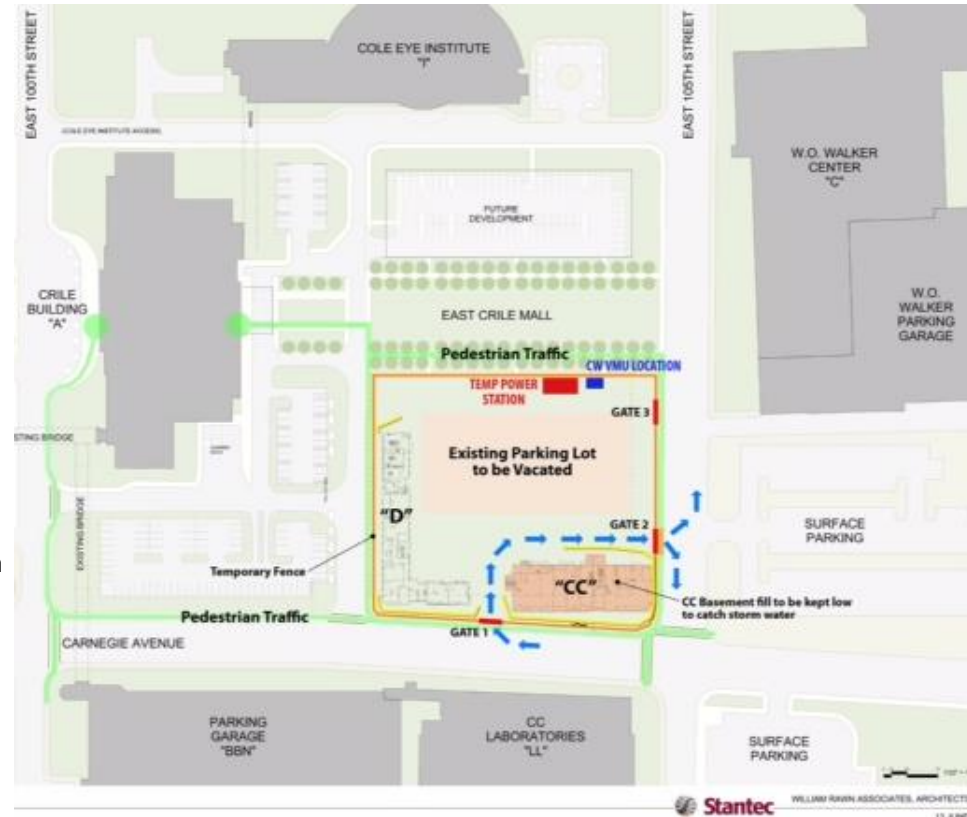 EAST 100TH STREET
COLE EYE INSTITUTE
"I"
EAST 105TH STREET
W.O. WALKER
CENTER
"C"
FUTURE
DEVELOPMENT
CRILE
BUILDING
"A"
EAST CRILE MALL
W.O.
WALKER
PARKING
GARAGE
Pedestrian Traffic
CW VMU LOCATION
TEMP POWER
STATION
GATE 3
STING BRIDGE
EXISTING BRIDGE
Existing Parking Lot
to be Vacated
"D"
GATE 2
SURFACE
PARKING
Temporary Fence
"CC"
CC Basement fill to be kept low
to catch storm water
Pedestrian Traffic
GATE 1
CARNEGIE AVENUE
PARKING
GARAGE
"BBN"
CC
LABORATORIES
"LL"
SURFACE
PARKING
Stantec
WILLIAM RAWN ASSOCIATES, ARCHITECTS